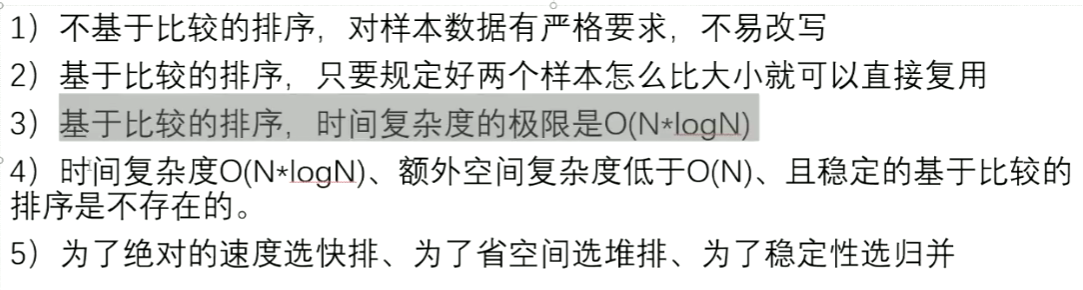 1）不基于比较的排序，对样本数据有严格要求，不易改写
2）基于比较的排序，只要规定好两个样本怎么比大小就可以直接复用
3）基于比较的排序，时间复杂度的极限是O(N*logN)
4）时间复杂度O(N*logN)、额外空间复杂度低于O(N)、且稳定的基于比较的
排序是不存在的。
5）为了绝对的速度选快排、为了省空间选堆排、为了稳定性选归并